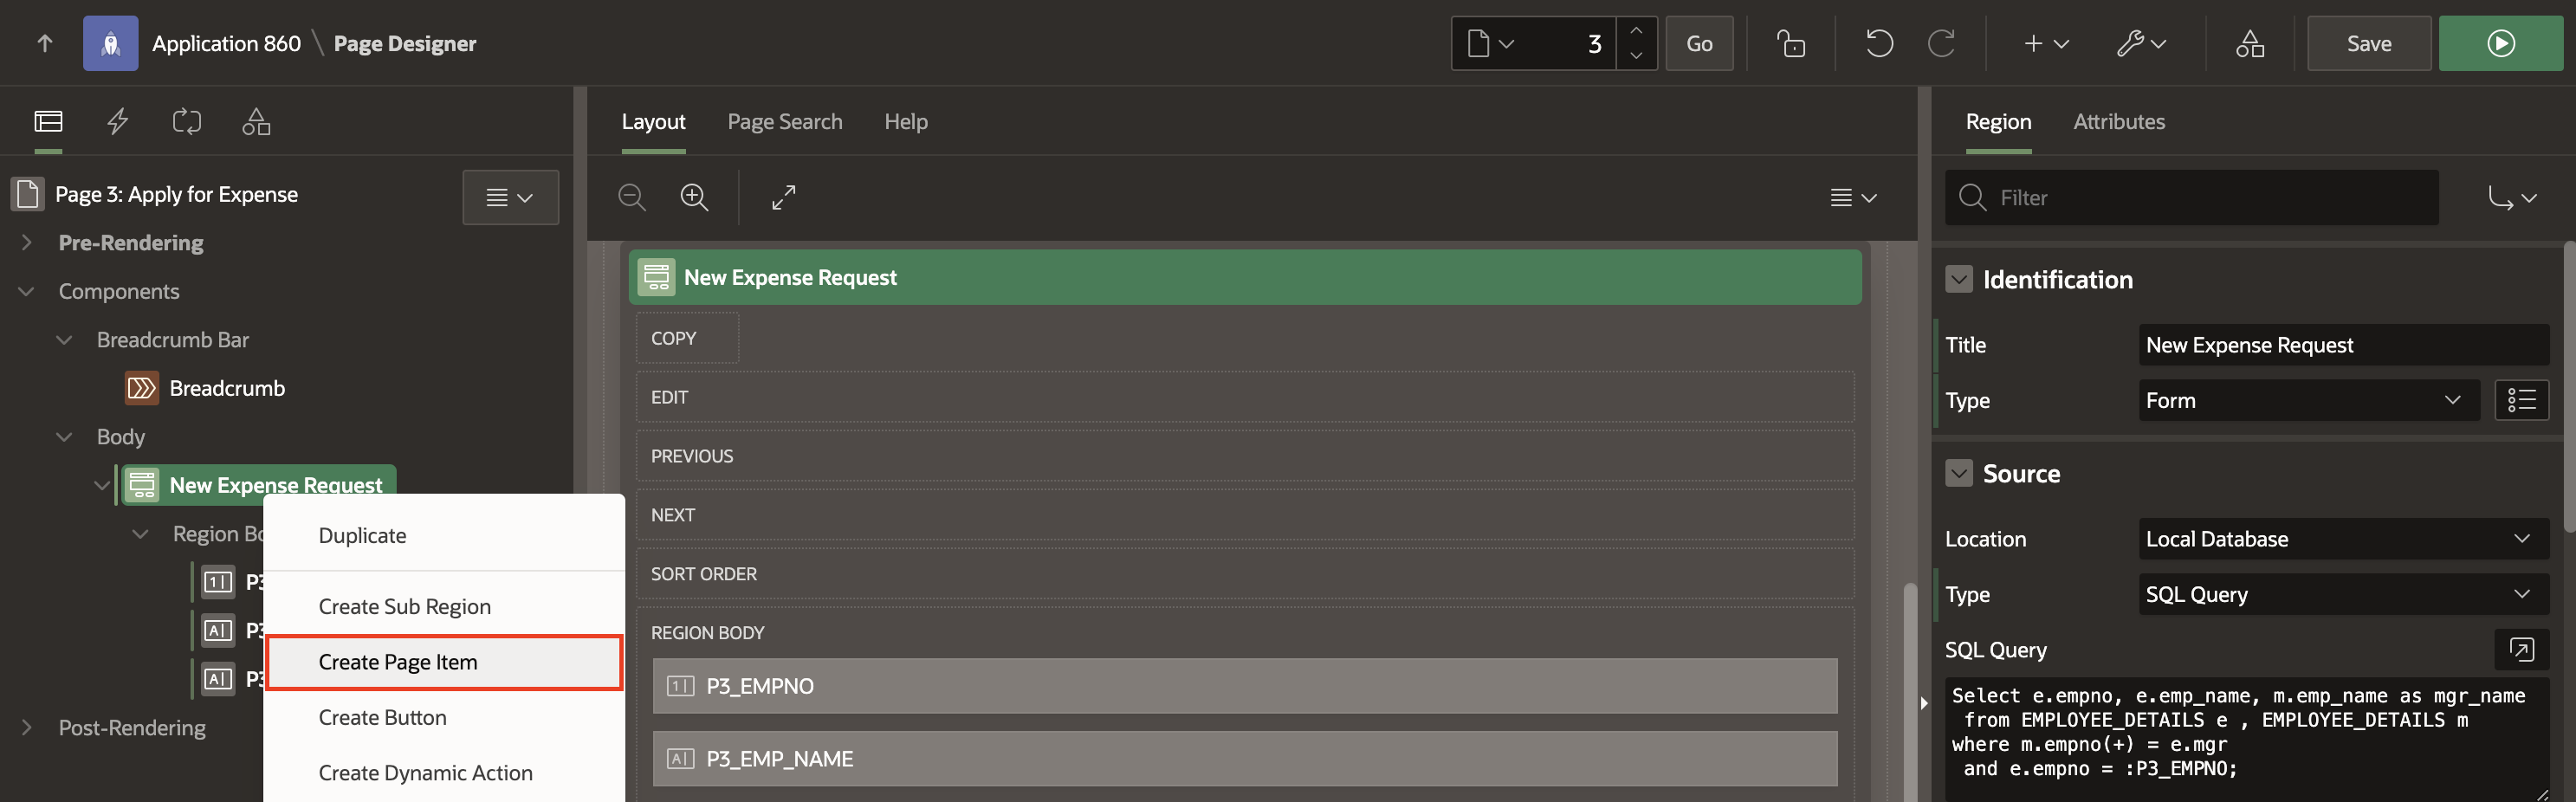 Application 860 \ Page Designer
3
Go
Save
Layout
Page Search
Help
Region
Attributes
Page 3: Apply for Expense
Pre-Rendering
Components
Breadcrumb Bar
Breadcrumb
Body
New Expense Request
Region Bo
P3
P3
P3
Post-Rendering
Duplicate
Create Sub Region
Create Page Item
Create Button
Create Dynamic Action
New Expense Request
COPY
EDIT
PREVIOUS
NEXT
SORT ORDER
REGION BODY
P3_EMPNO
P3_EMP_NAME
Filter
Identification
Title
New Expense Request
Type
Form
Source
Location
Local Database
Type
SQL Query
SQL Query
Select e.empno, e.emp_name, m.emp_name as mgr_name
from EMPLOYEE_DETAILS e , EMPLOYEE_DETAILS m
where m.empno(+) = e.mgr
and e.empno = :P3_EMPNO;